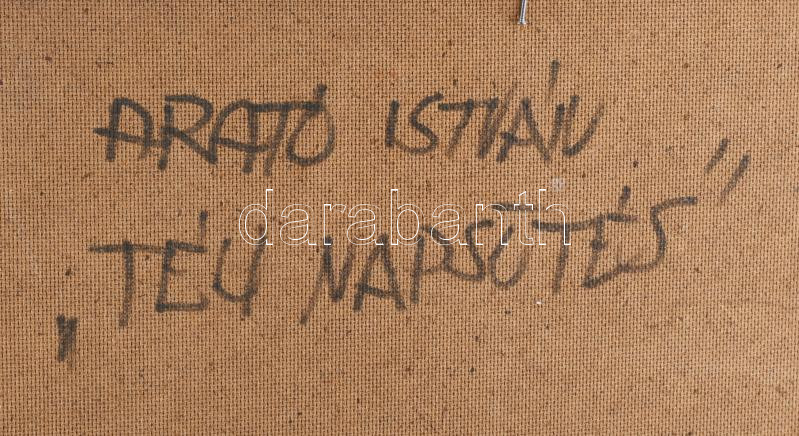 ARATÓ ISTVÁN
„TÉLI NAPSÜTÉS”
darabanth